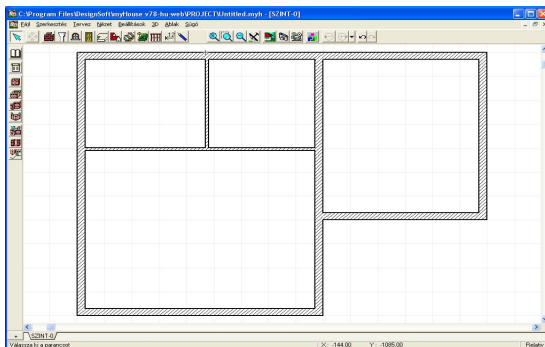 C:\Program Files\DesignSoft\myHouse v78-hu-web\PROJECT\Untitled.myh - [SZINT-0]
Fájl Szerkesztés Tervez Nézet Beállítások 3D Ablak Súgó
SZINT-0
Válassza ki a parancsot X: -144.00 Y: -1085.00 Relatív